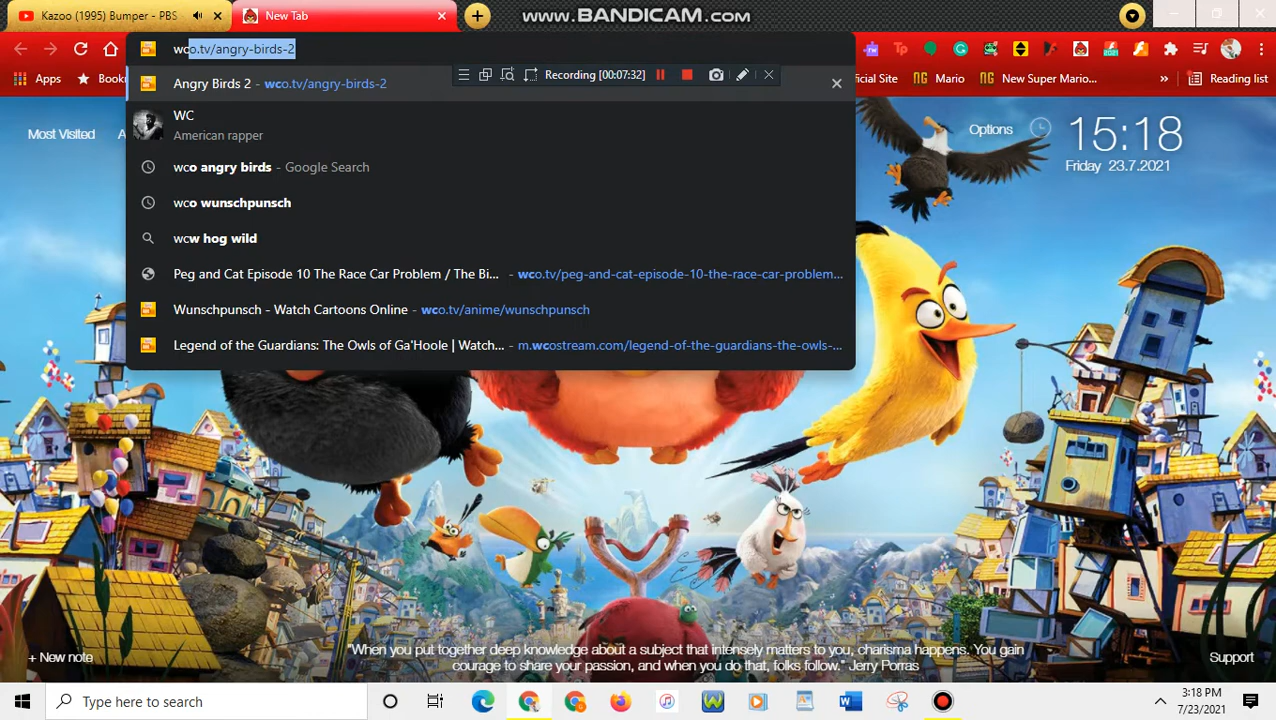 Kazoo (1995) Bumper - PBS
New Tab
www.BANDICAM.com
wco.tv/angry-birds-2
Apps
Book
Recording [00:07:32]
ficial Site
Mario
New Super Mario...
»
Reading list
Angry Birds 2 - wco.tv/angry-birds-2
WC
American rapper
wco angry birds - Google Search
wco wunschpunsch
wcw hog wild
Peg and Cat Episode 10 The Race Car Problem / The Bi... - wco.tv/peg-and-cat-episode-10-the-race-car-problem...
Wunschpunsch - Watch Cartoons Online - wco.tv/anime/wunschpunsch
Legend of the Guardians: The Owls of Ga'Hoole | Watch... - m.wcostream.com/legend-of-the-guardians-the-owls-...
Most Visited
A
Options
15:18
Friday 23.7.2021
"When you put together deep knowledge about a subject that intensely matters to you, charisma happens. You gain
courage to share your passion, and when you do that, folks follow." Jerry Porras
+ New note
Support
Type here to search
3:18 PM
7/23/2021